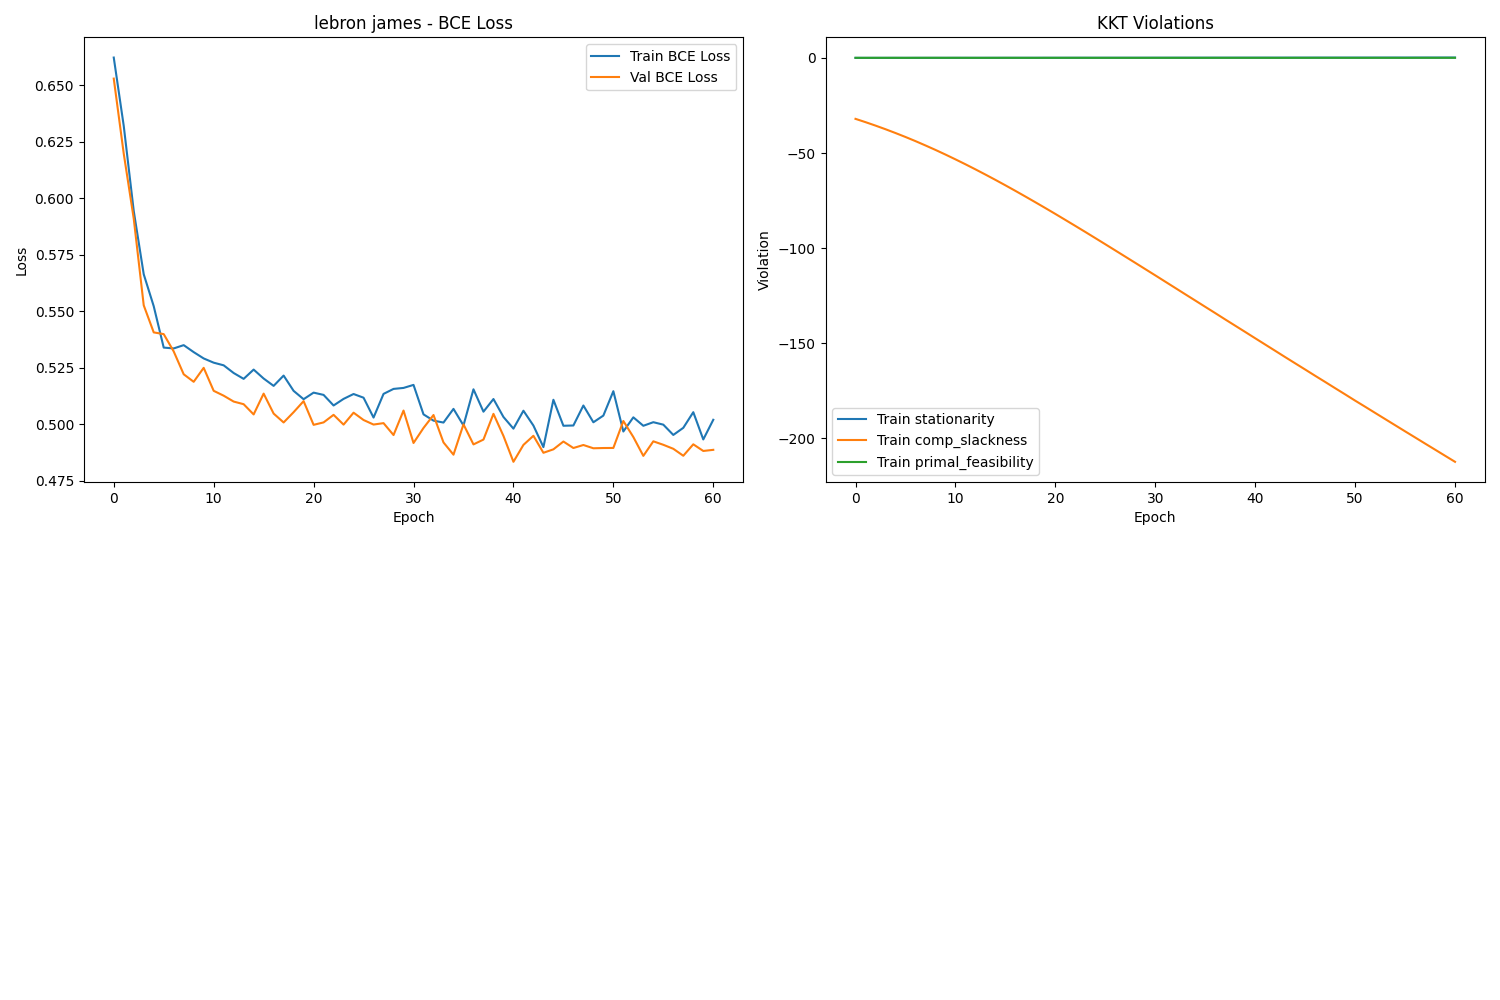 lebron james - BCE Loss
Train BCE Loss
Val BCE Loss
0.650
0.625
0.600
0.575
0.550
0.525
0.500
0.475
Loss
0
10
20
30
40
50
60
Epoch
KKT Violations
0
−50
−100
−150
−200
Violation
Train stationarity
Train comp_slackness
Train primal_feasibility
0
10
20
30
40
50
60
Epoch